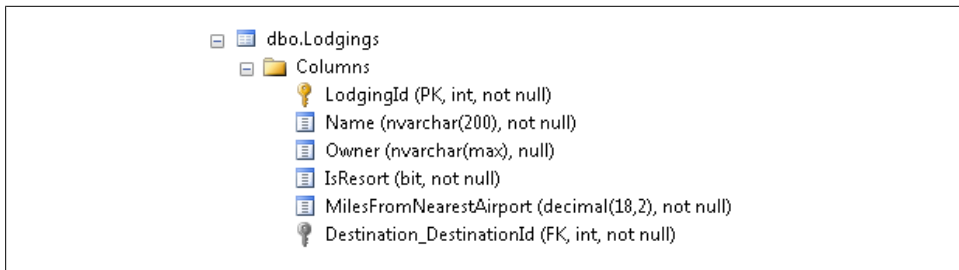 dbo.Lodgings
Columns
LodgingId (PK, int, not null)
Name (nvarchar(200), not null)
Owner (nvarchar(max), null)
IsResort (bit, not null)
MilesFromNearestAirport (decimal(18,2), not null)
Destination_DestinationId (FK, int, not null)